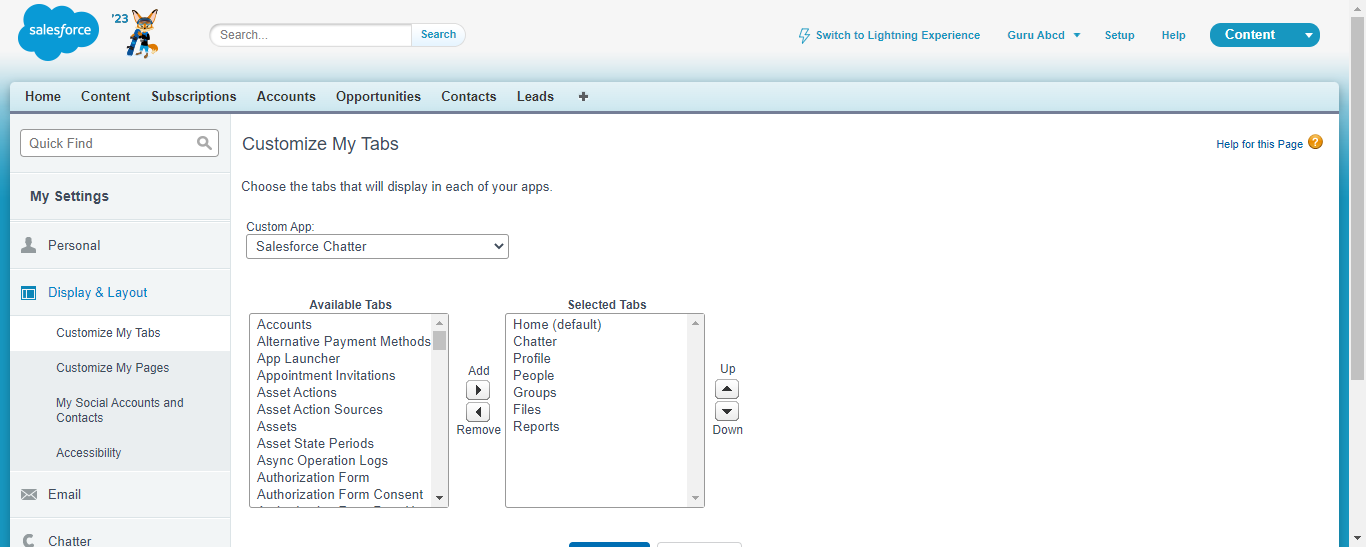 salesforce
'23
Search...
Search
Switch to Lightning Experience
Guru Abcd
Setup
Help
Content
Home
Content
Subscriptions
Accounts
Opportunities
Contacts
Leads
+
Quick Find
My Settings
Personal
Display & Layout
Customize My Tabs
Customize My Pages
My Social Accounts and
Contacts
Accessibility
Email
Chatter
Customize My Tabs
Help for this Page ?
Choose the tabs that will display in each of your apps.
Custom App:
Salesforce Chatter
Available Tabs
Accounts
Alternative Payment Methods
App Launcher
Appointment Invitations
Asset Actions
Asset Action Sources
Assets
Asset State Periods
Async Operation Logs
Authorization Form
Authorization Form Consent
Add
Remove
Selected Tabs
Home (default)
Chatter
Profile
People
Groups
Files
Reports
Up
Down